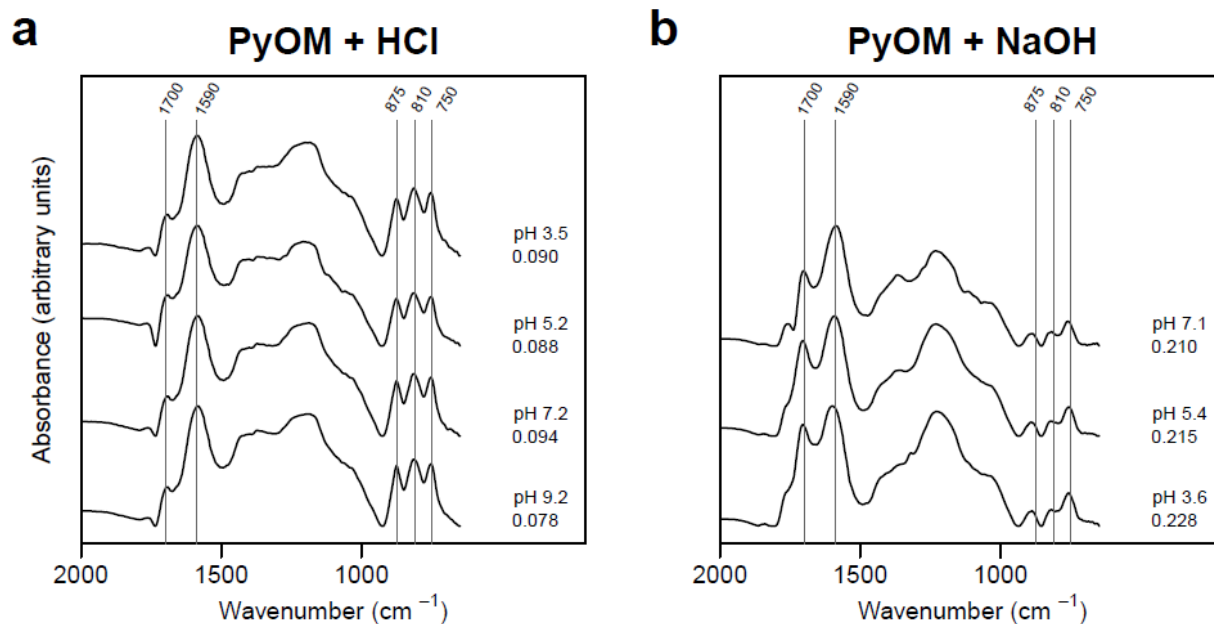 a
PyOM + HCl
1700
1590
875
810
750
Absorbance (arbitrary units)
pH 3.5
0.090
pH 5.2
0.088
pH 7.2
0.094
pH 9.2
0.078
2000
1500
1000
Wavenumber (cm ⁻¹)
b
PyOM + NaOH
1700
1590
875
810
750
pH 7.1
0.210
pH 5.4
0.215
pH 3.6
0.228
2000
1500
1000
Wavenumber (cm ⁻¹)